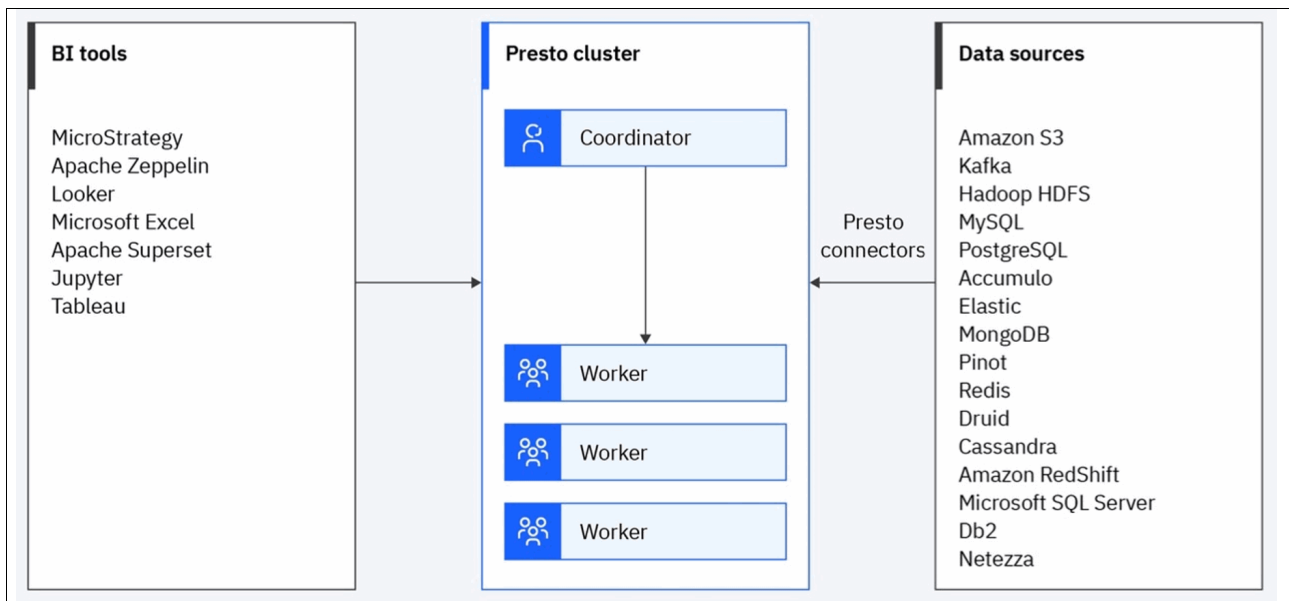 BI tools
MicroStrategy
Apache Zeppelin
Looker
Microsoft Excel
Apache Superset
Jupyter
Tableau
Presto cluster
Coordinator
Worker
Worker
Worker
Presto
connectors
Data sources
Amazon S3
Kafka
Hadoop HDFS
MySQL
PostgreSQL
Accumulo
Elastic
MongoDB
Pinot
Redis
Druid
Cassandra
Amazon RedShift
Microsoft SQL Server
Db2
Netezza